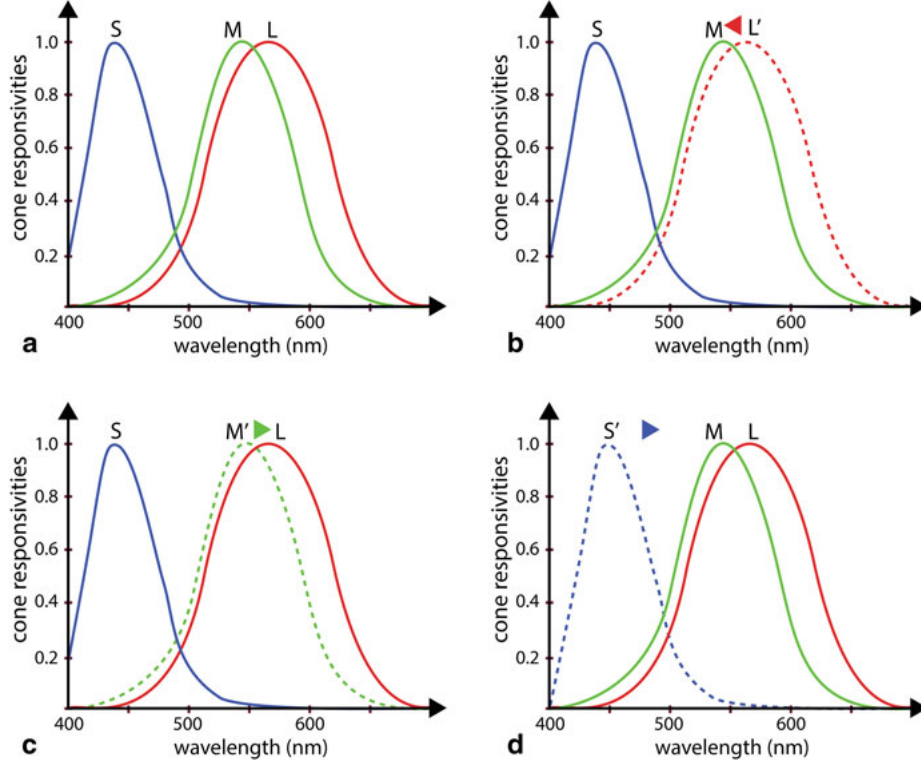 S M L
cone responsivities
1.0
0.8
0.6
0.4
0.2
400 500 600
a wavelength (nm)
S M L’
cone responsivities
1.0
0.8
0.6
0.4
0.2
400 500 600
b wavelength (nm)
S M’ L
cone responsivities
1.0
0.8
0.6
0.4
0.2
400 500 600
c wavelength (nm)
S’ M L
cone responsivities
1.0
0.8
0.6
0.4
0.2
400 500 600
d wavelength (nm)